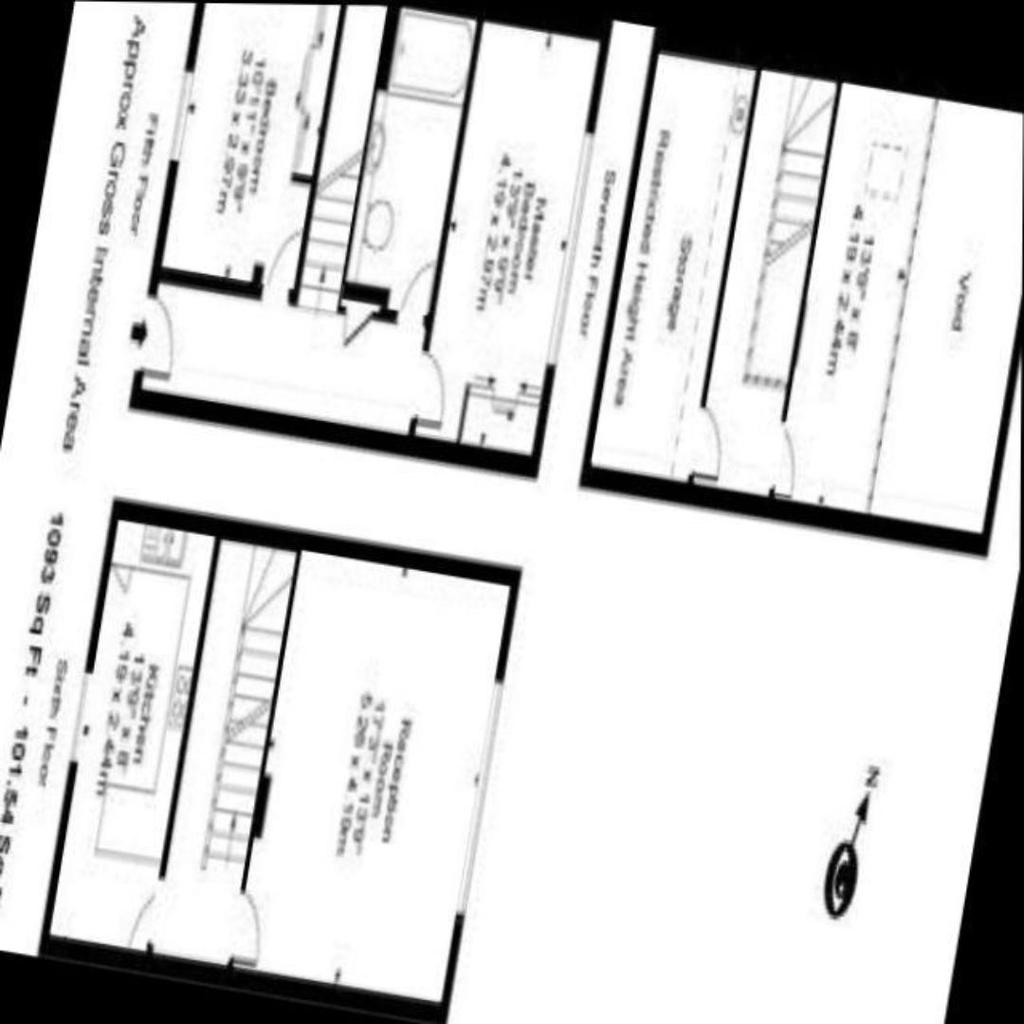 Bedroom
10'11" x 9'9"
3.33 x 2.97m
Fifth Floor
Master
Bedroom
13'9" x 9'9"
4.19 x 2.97m
Seventh Floor
Restricted Height Area
Storage
13'9" x 8'
4.19 x 2.44m
Void
Kitchen
13'9" x 8'
4.19 x 2.44m
Sixth Floor
Reception
Room
17'3" x 13'9"
5.26 x 4.19m
N
Approx Gross Internal Area 1093 Sq Ft - 101.54 Sq